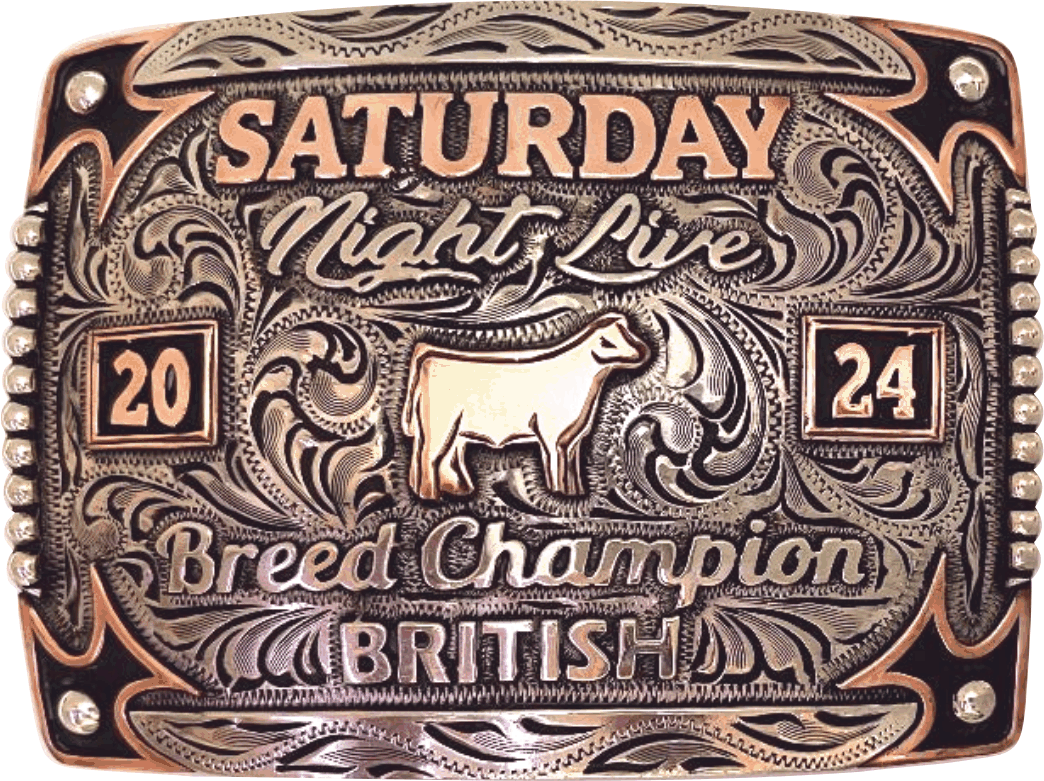 SATURDAY
Night Live
20 24
Breed Champion
BRITISH